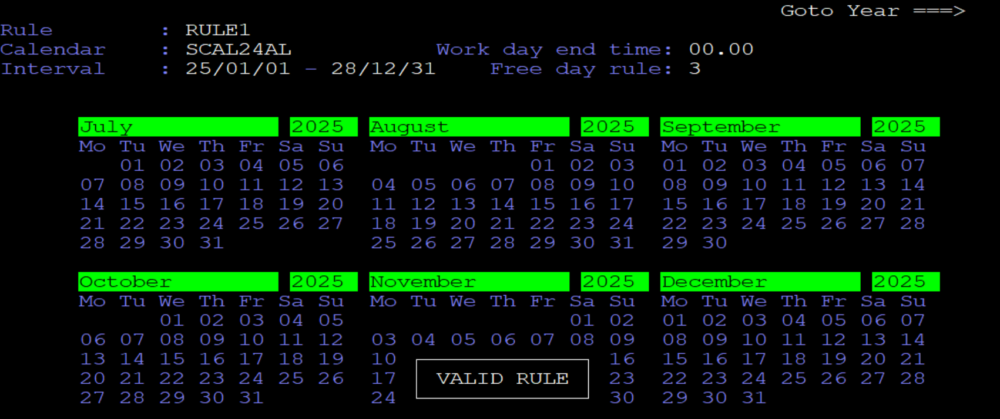 Goto Year ===>
Rule : RULE1
Calendar : SCAL24AL Work day end time: 00.00
Interval : 25/01/01 - 28/12/31 Free day rule: 3
July 2025 August 2025 September 2025
Mo Tu We Th Fr Sa Su Mo Tu We Th Fr Sa Su Mo Tu We Th Fr Sa Su
01 02 03 04 05 06 01 02 03 01 02 03 04 05 06 07
07 08 09 10 11 12 13 04 05 06 07 08 09 10 08 09 10 11 12 13 14
14 15 16 17 18 19 20 11 12 13 14 15 16 17 15 16 17 18 19 20 21
21 22 23 24 25 26 27 18 19 20 21 22 23 24 22 23 24 25 26 27 28
28 29 30 31 25 26 27 28 29 30 31 29 30
October 2025 November 2025 December 2025
Mo Tu We Th Fr Sa Su Mo Tu We Th Fr Sa Su Mo Tu We Th Fr Sa Su
01 02 03 04 05 01 02 01 02 03 04 05 06 07
06 07 08 09 10 11 12 03 04 05 06 07 08 09 08 09 10 11 12 13 14
13 14 15 16 17 18 19 10 16 15 16 17 18 19 20 21
20 21 22 23 24 25 26 17 VALID RULE 23 22 23 24 25 26 27 28
27 28 29 30 31 24 30 29 30 31